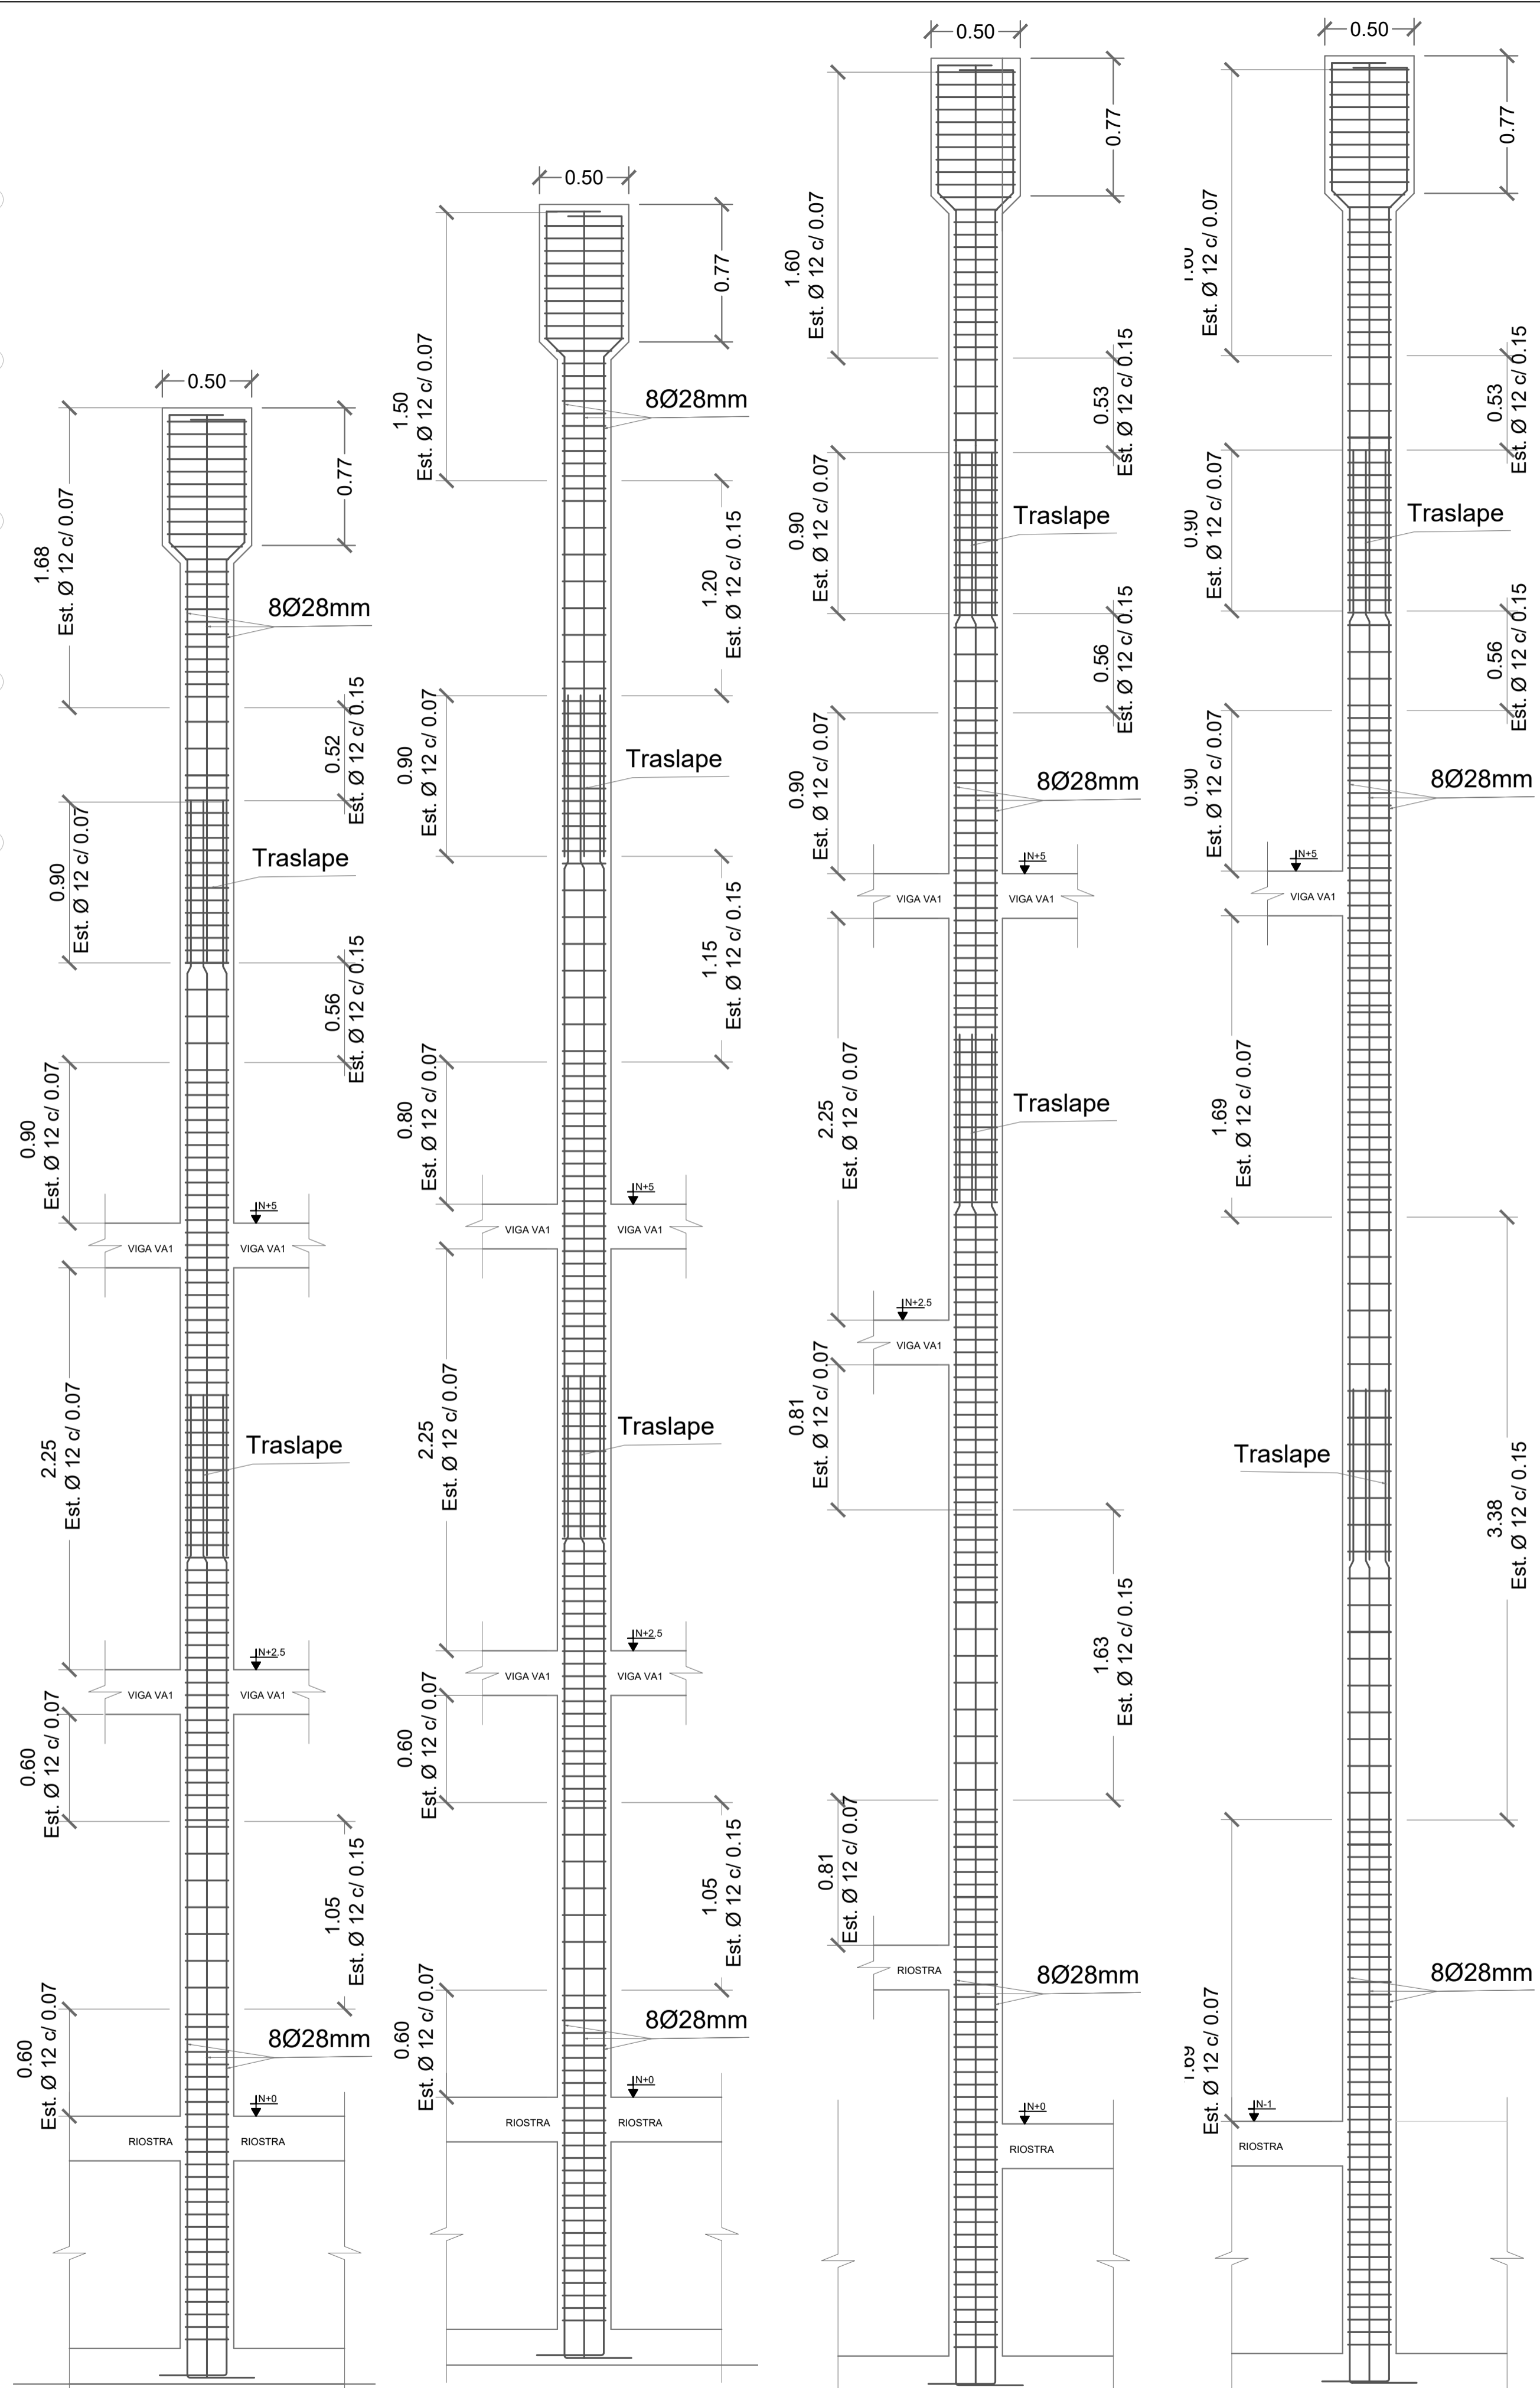 0.50
0.77
1.68
Est. Ø 12 c/ 0.07
8Ø28mm
0.52
Est. Ø 12 c/ 0.15
0.90
Est. Ø 12 c/ 0.07
Traslape
0.56
Est. Ø 12 c/ 0.15
0.90
Est. Ø 12 c/ 0.07
N+5
VIGA VA1
VIGA VA1
2.25
Est. Ø 12 c/ 0.07
Traslape
N+2.5
VIGA VA1
VIGA VA1
0.60
Est. Ø 12 c/ 0.07
1.05
Est. Ø 12 c/ 0.15
0.60
Est. Ø 12 c/ 0.07
8Ø28mm
N+0
RIOSTRA
RIOSTRA
0.50
0.77
1.50
Est. Ø 12 c/ 0.07
8Ø28mm
1.20
Est. Ø 12 c/ 0.15
0.90
Est. Ø 12 c/ 0.07
Traslape
1.15
Est. Ø 12 c/ 0.15
0.80
Est. Ø 12 c/ 0.07
N+5
VIGA VA1
VIGA VA1
2.25
Est. Ø 12 c/ 0.07
Traslape
N+2.5
VIGA VA1
VIGA VA1
0.60
Est. Ø 12 c/ 0.07
1.05
Est. Ø 12 c/ 0.15
0.60
Est. Ø 12 c/ 0.07
8Ø28mm
N+0
RIOSTRA
RIOSTRA
0.50
0.77
1.60
Est. Ø 12 c/ 0.07
0.53
Est. Ø 12 c/ 0.15
0.90
Est. Ø 12 c/ 0.07
Traslape
0.56
Est. Ø 12 c/ 0.15
0.90
Est. Ø 12 c/ 0.07
8Ø28mm
N+5
VIGA VA1
VIGA VA1
2.25
Est. Ø 12 c/ 0.07
Traslape
N+2.5
VIGA VA1
0.81
Est. Ø 12 c/ 0.07
1.63
Est. Ø 12 c/ 0.15
0.81
Est. Ø 12 c/ 0.07
RIOSTRA
8Ø28mm
N+0
RIOSTRA
0.50
0.77
1.60
Est. Ø 12 c/ 0.07
0.53
Est. Ø 12 c/ 0.15
0.90
Est. Ø 12 c/ 0.07
Traslape
0.56
Est. Ø 12 c/ 0.15
0.90
Est. Ø 12 c/ 0.07
8Ø28mm
N+5
VIGA VA1
1.69
Est. Ø 12 c/ 0.07
Traslape
3.38
Est. Ø 12 c/ 0.15
8Ø28mm
1.69
Est. Ø 12 c/ 0.07
N-1
RIOSTRA